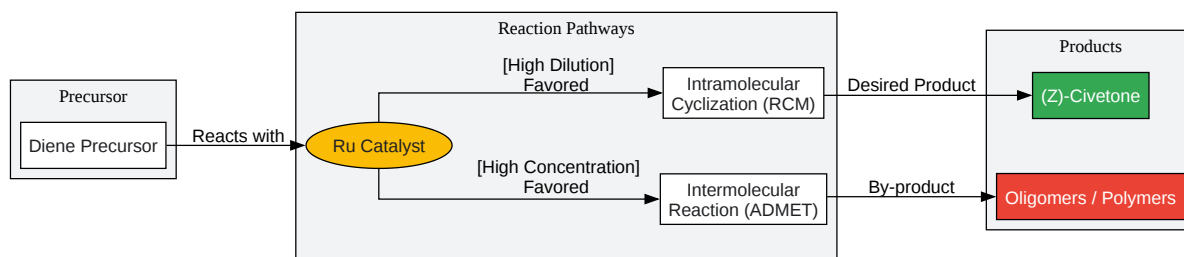 Reaction Pathways
Products
Precursor
[High Dilution]
Favored
Intramolecular
Cyclization (RCM)
Desired Product
(Z)-Civetone
Diene Precursor
Reacts with
Ru Catalyst
[High Concentration]
Favored
Intermolecular
Reaction (ADMET)
By-product
Oligomers / Polymers